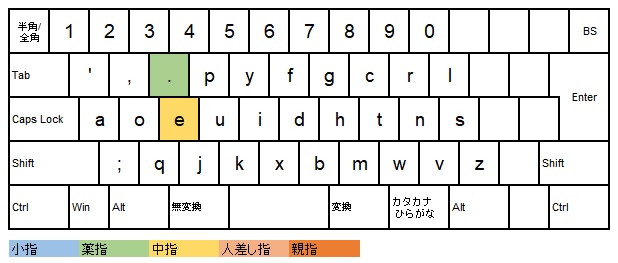 半角/
全角 1 2 3 4 5 6 7 8 9 0 BS
Tab ' , . p y f g c r l Enter
Caps Lock a o e u i d h t n s
Shift ; q j k x b m w v z Shift
Ctrl Win Alt 無変換 変換 カタカナ
ひらがな Alt Ctrl
小指 薬指 中指 人差し指 親指